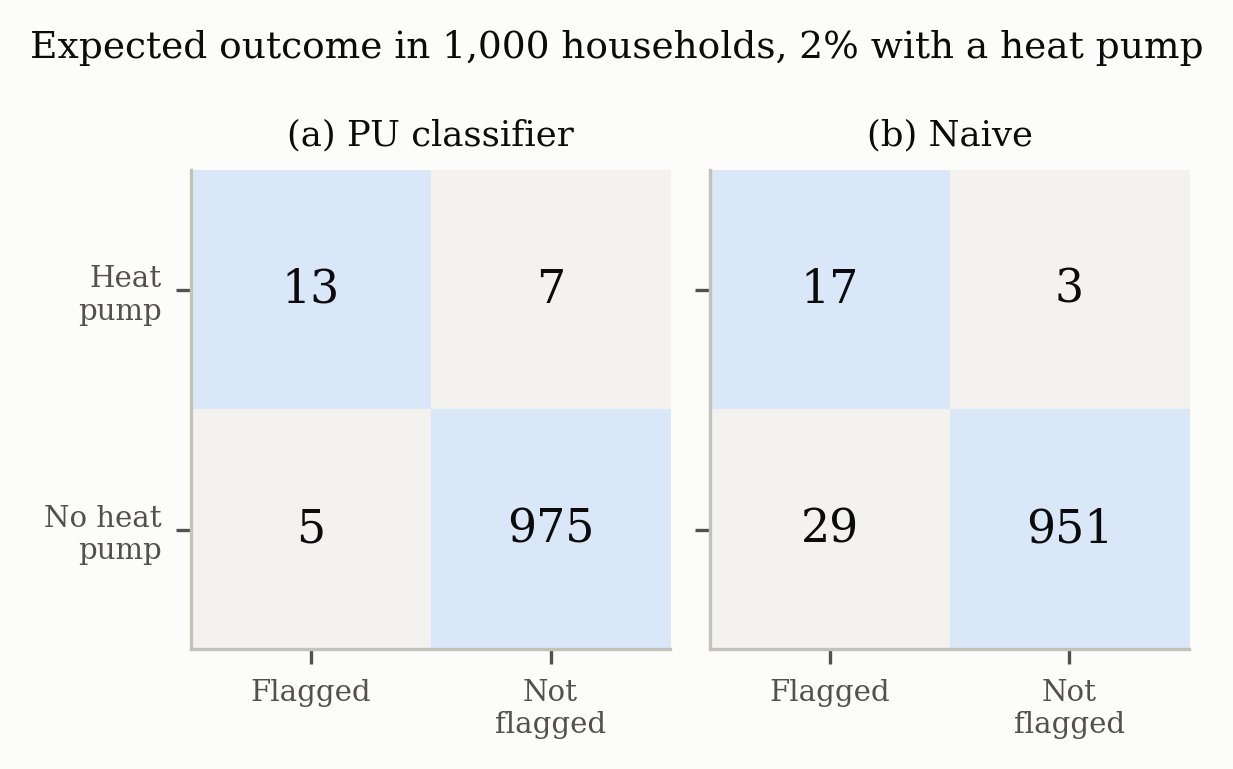 Expected outcome in 1,000 households, 2% with a heat pump
(a) PU classifier
(b) Naive
Heat
pump
13
7
17
3
No heat
pump
5
975
29
951
Flagged
Not
flagged
Flagged
Not
flagged